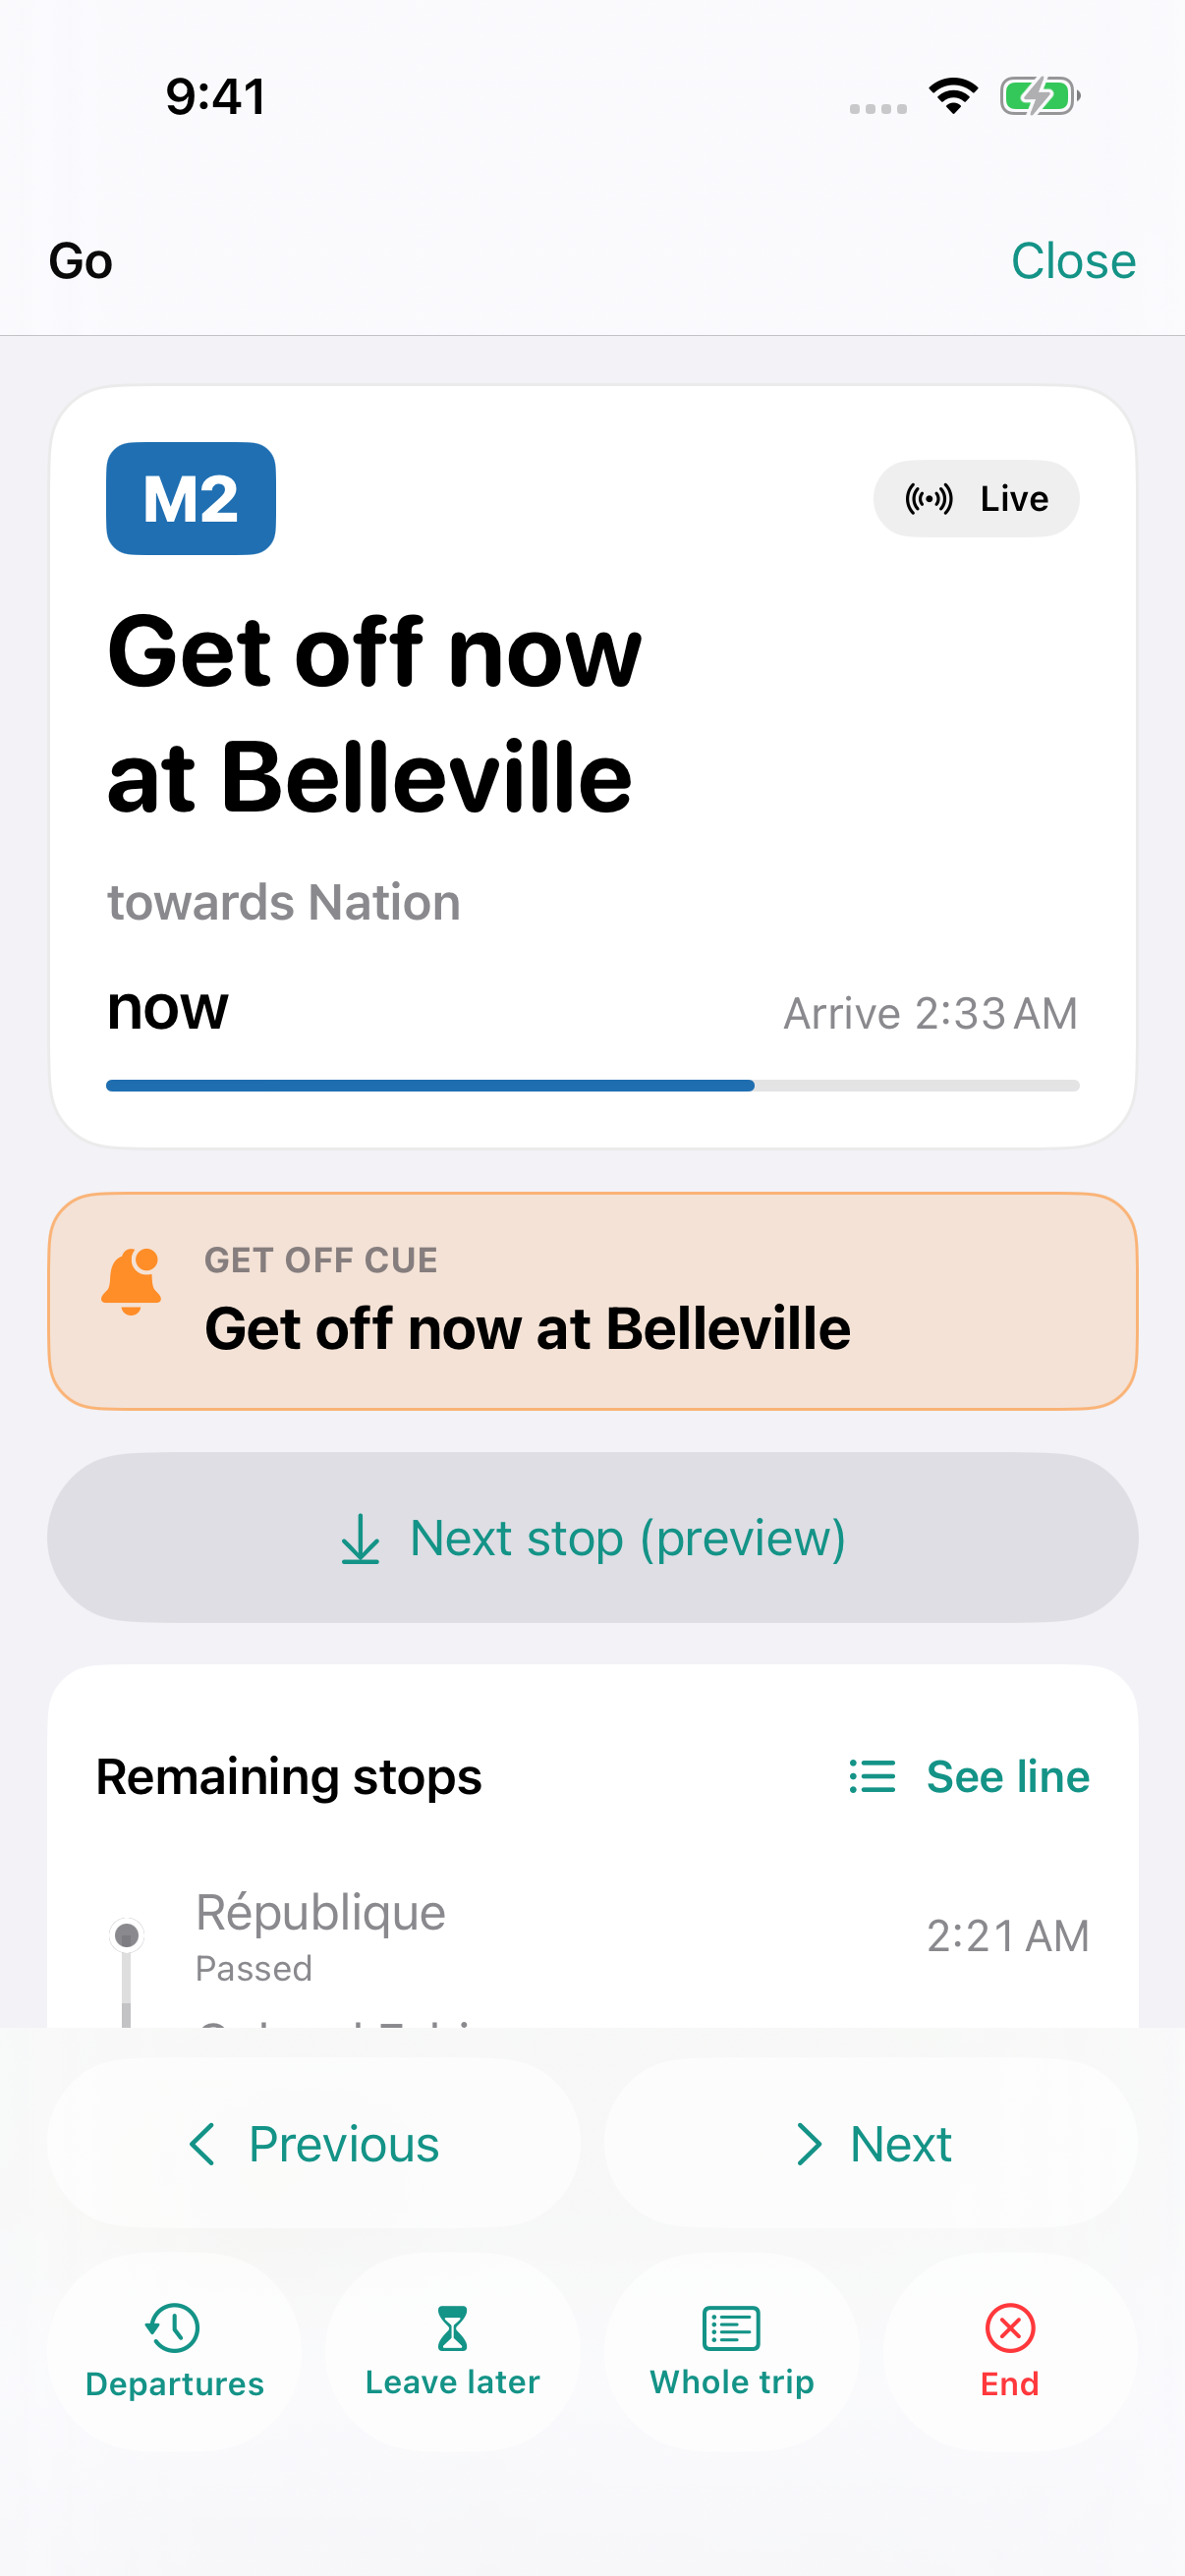 9:41
Go
Close
M2
Live
Get off now
at Belleville
towards Nation
now
Arrive 2:33 AM
GET OFF CUE
Get off now at Belleville
Next stop (preview)
Remaining stops
See line
République
2:21 AM
Passed
Previous
Next
Departures
Leave later
Whole trip
End